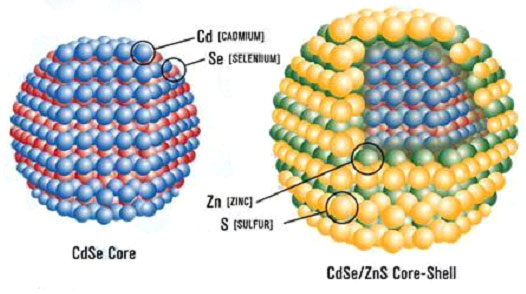 Cd [CADMIUM]
Se [SELENIUM]
Zn [ZINC]
S [SULFUR]
CdSe Core
CdSe/ZnS Core-Shell